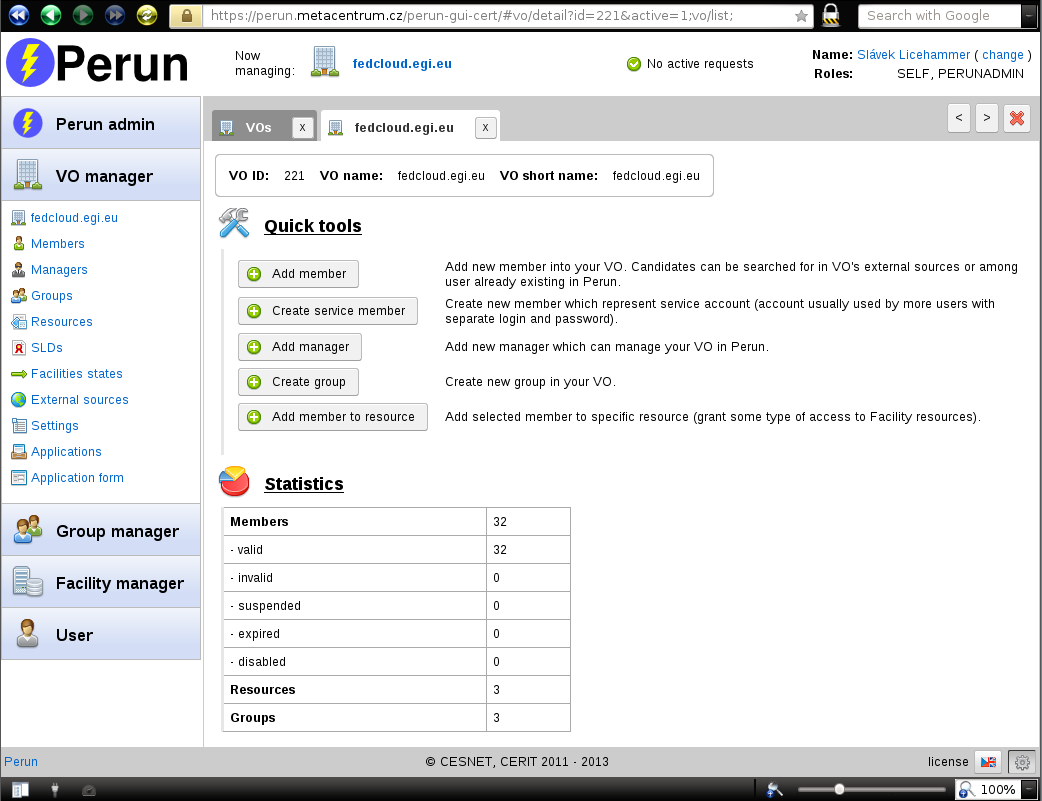 https://perun.metacentrum.cz/perun-gui-cert/#vo/detail?id=221&active=1;vo/list;
Search with Google
Perun
Now managing:
fedcloud.egi.eu
No active requests
Name: Slávek Licehammer ( change )
Roles: SELF, PERUNADMIN
Perun admin
VO manager
fedcloud.egi.eu
Members
Managers
Groups
Resources
SLDs
Facilities states
External sources
Settings
Applications
Application form
Group manager
Facility manager
User
VOs x
fedcloud.egi.eu x
< >
VO ID: 221 VO name: fedcloud.egi.eu VO short name: fedcloud.egi.eu
Quick tools
Add member
Add new member into your VO. Candidates can be searched for in VO's external sources or among
user already existing in Perun.
Create service member
Create new member which represent service account (account usually used by more users with
separate login and password).
Add manager
Add new manager which can manage your VO in Perun.
Create group
Create new group in your VO.
Add member to resource
Add selected member to specific resource (grant some type of access to Facility resources).
Statistics
Members 32
- valid 32
- invalid 0
- suspended 0
- expired 0
- disabled 0
Resources 3
Groups 3
Perun
© CESNET, CERIT 2011 - 2013
license
100%